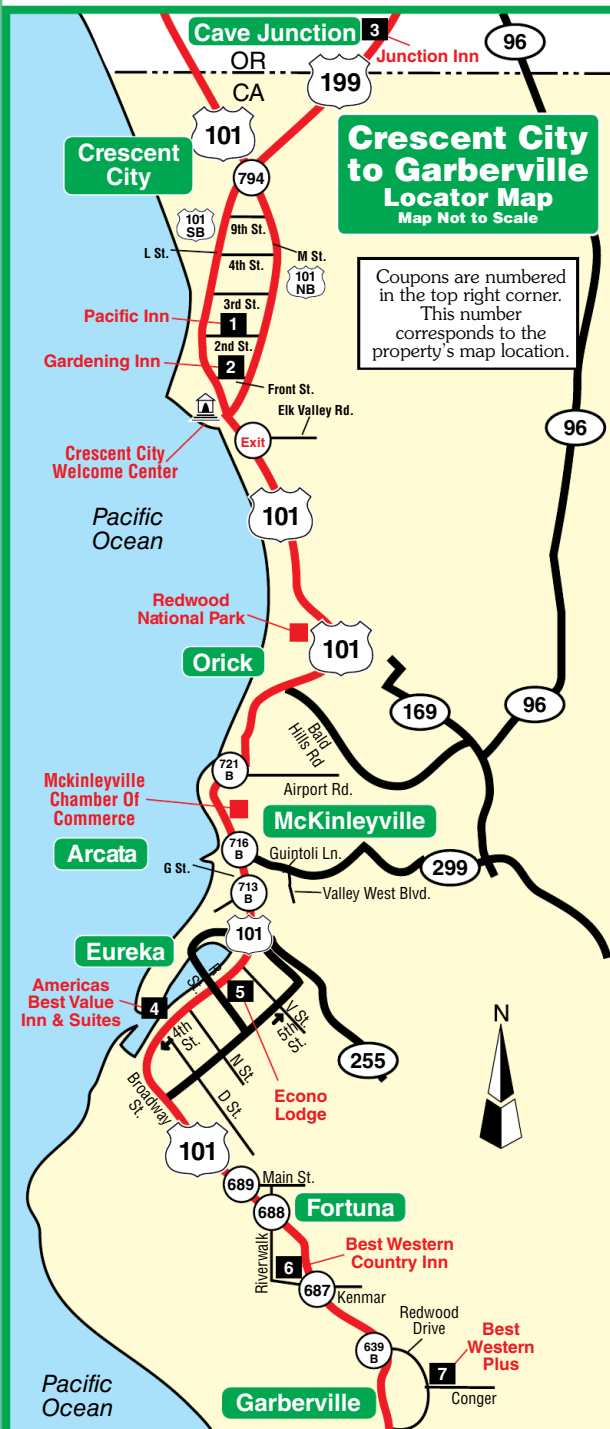 Cave Junction
3
Junction Inn
96
OR
CA
199
101
Crescent
City
794
Crescent City
to Garberville
Locator Map
Map Not to Scale
101
SB
9th St.
L St.
M St.
4th St.
101
NB
Coupons are numbered
in the top right corner.
This number
corresponds to the
property's map location.
3rd St.
Pacific Inn
1
2nd St.
Gardening Inn
2
Front St.
Elk Valley Rd.
Exit
96
Crescent City
Welcome Center
101
Pacific
Ocean
Redwood
National Park
101
Orick
169
96
Bald
Hills Rd
721
B
Airport Rd.
Mckinleyville
Chamber Of
Commerce
McKinleyville
Arcata
716
B
Guintoli Ln.
299
G St.
713
B
Valley West Blvd.
101
Eureka
R
St.
Americas
Best Value
Inn & Suites
4
5
V St.
5th St.
4th
St.
N St.
D St.
255
N
Econo
Lodge
Broadway
St.
101
689
Main St.
688
Fortuna
Riverwalk
Best Western
Country Inn
6
687
Kenmar
Redwood
Drive
639
B
Best
Western
Plus
7
Conger
Pacific
Ocean
Garberville